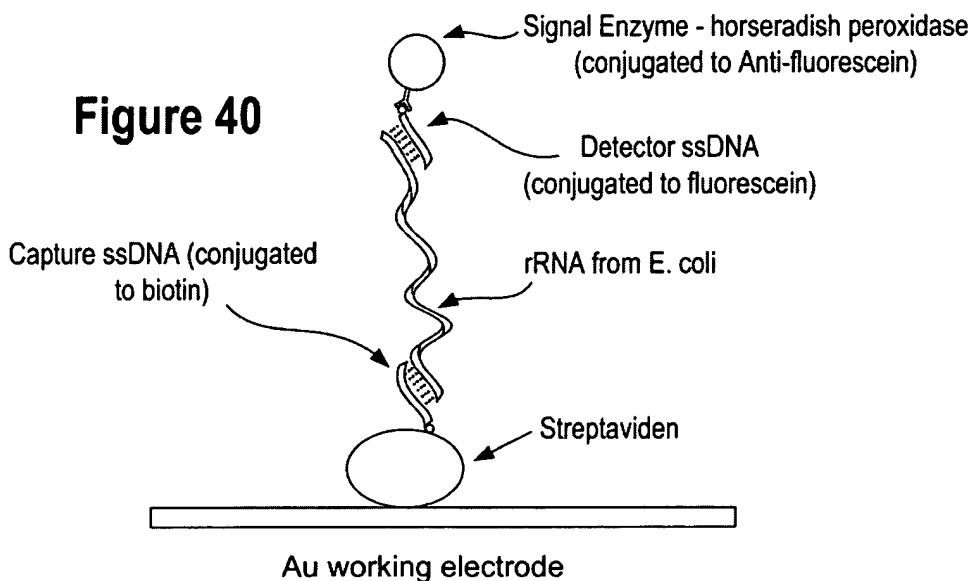 Signal Enzyme - horseradish peroxidase
(conjugated to Anti-fluorescein)
Figure 40
Detector ssDNA
(conjugated to fluorescein)
Capture ssDNA (conjugated
to biotin)
rRNA from E. coli
Streptaviden
Au working electrode